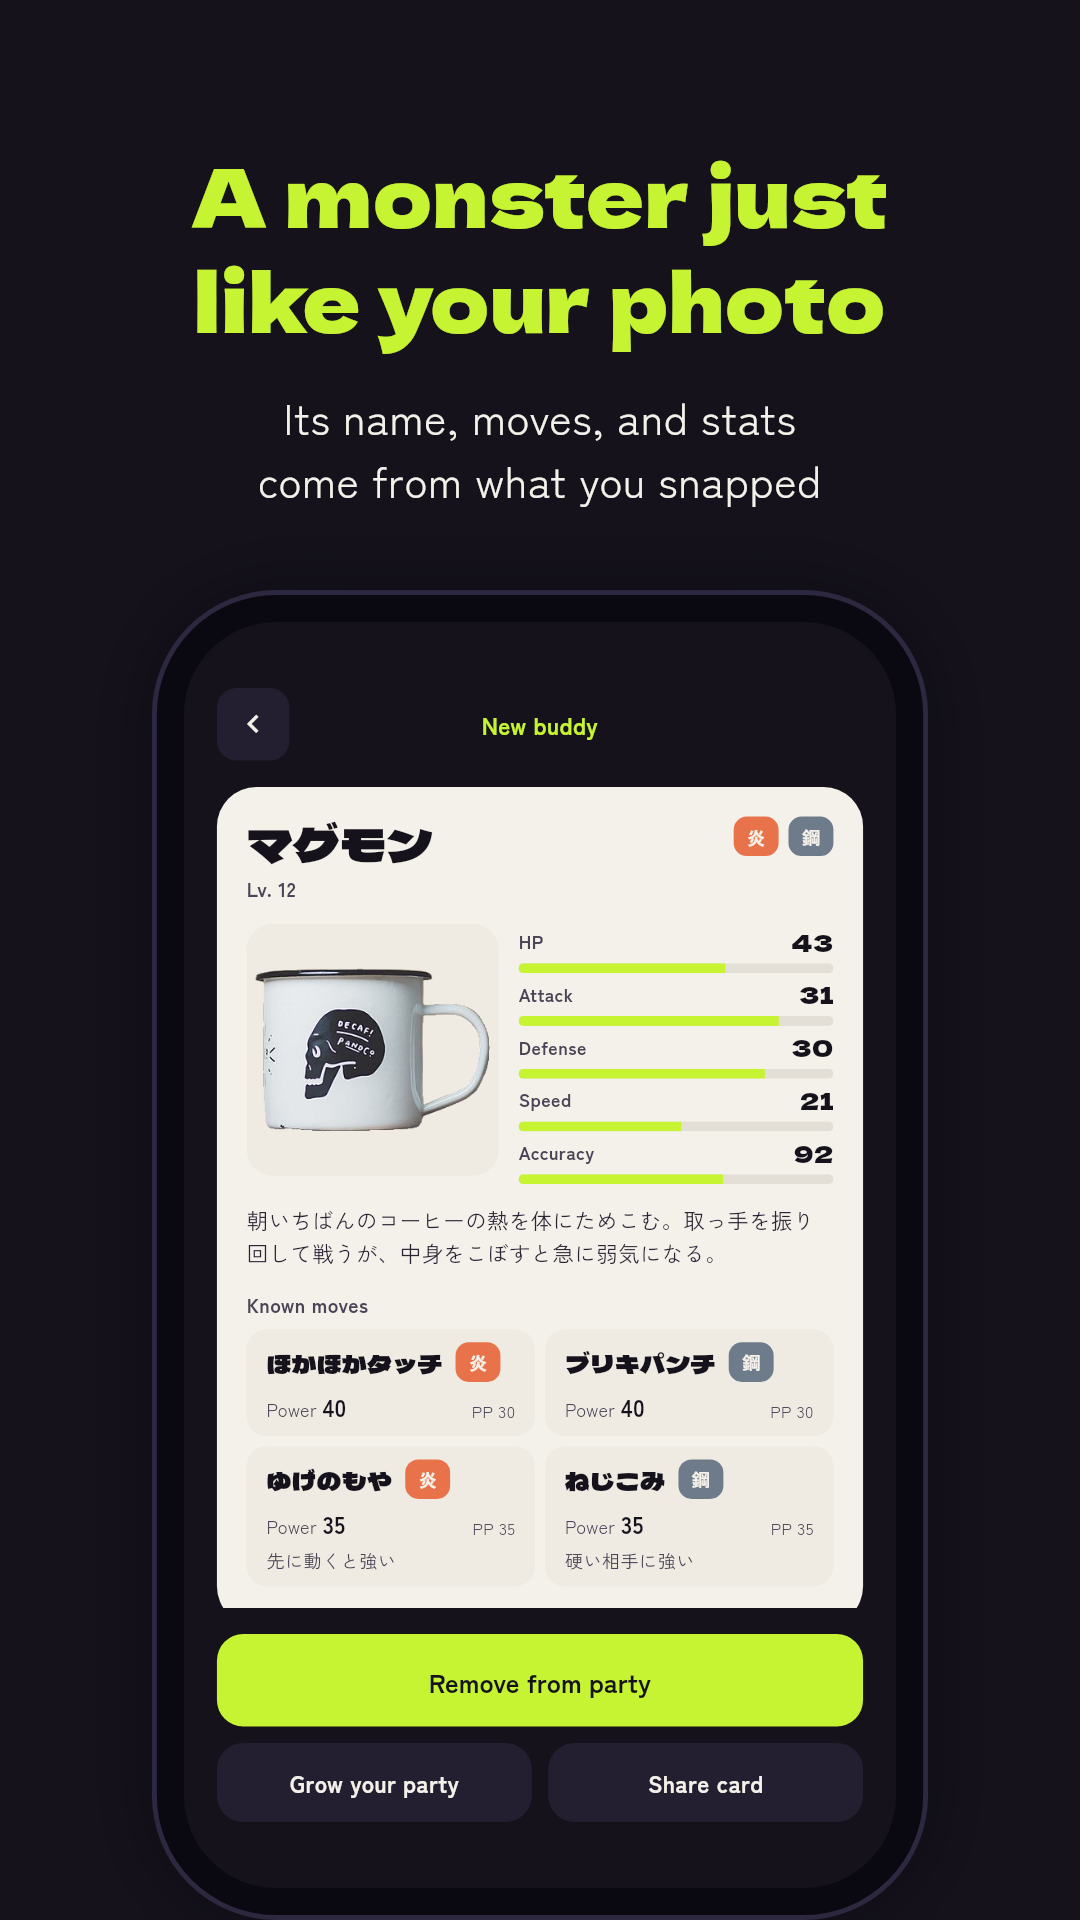 A monster just
like your photo
Its name, moves, and stats
come from what you snapped
New buddy
マグモン
炎 鋼
Lv. 12
DECAF!
PANDCO
HP 43
Attack 31
Defense 30
Speed 21
Accuracy 92
朝いちばんのコーヒーの熱を体にためこむ。取っ手を振り
回して戦うが、中身をこぼすと急に弱気になる。
Known moves
ほかほかタッチ 炎
Power 40 PP 30
ブリキパンチ 鋼
Power 40 PP 30
ゆげのもや 炎
Power 35 PP 35
先に動くと強い
ねじこみ 鋼
Power 35 PP 35
硬い相手に強い
Remove from party
Grow your party
Share card